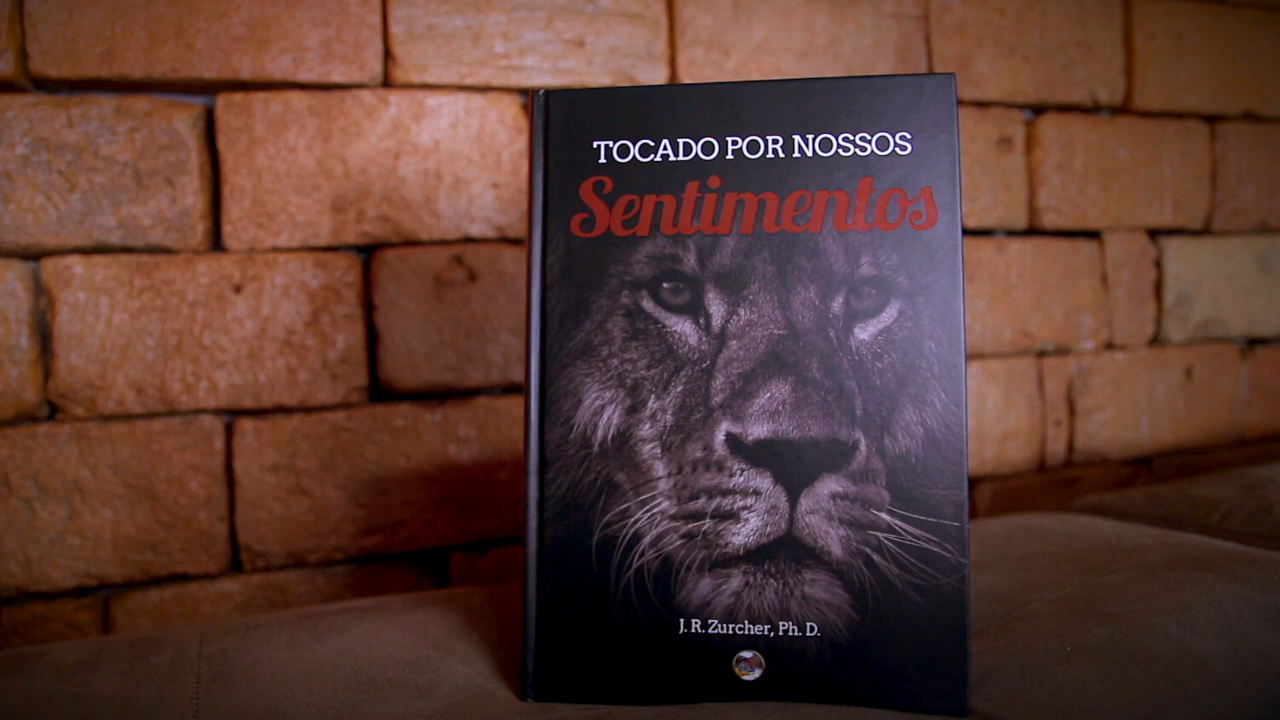 TOCADO POR NOSSOS
Sentimentos
J. R. Zurcher, Ph. D.